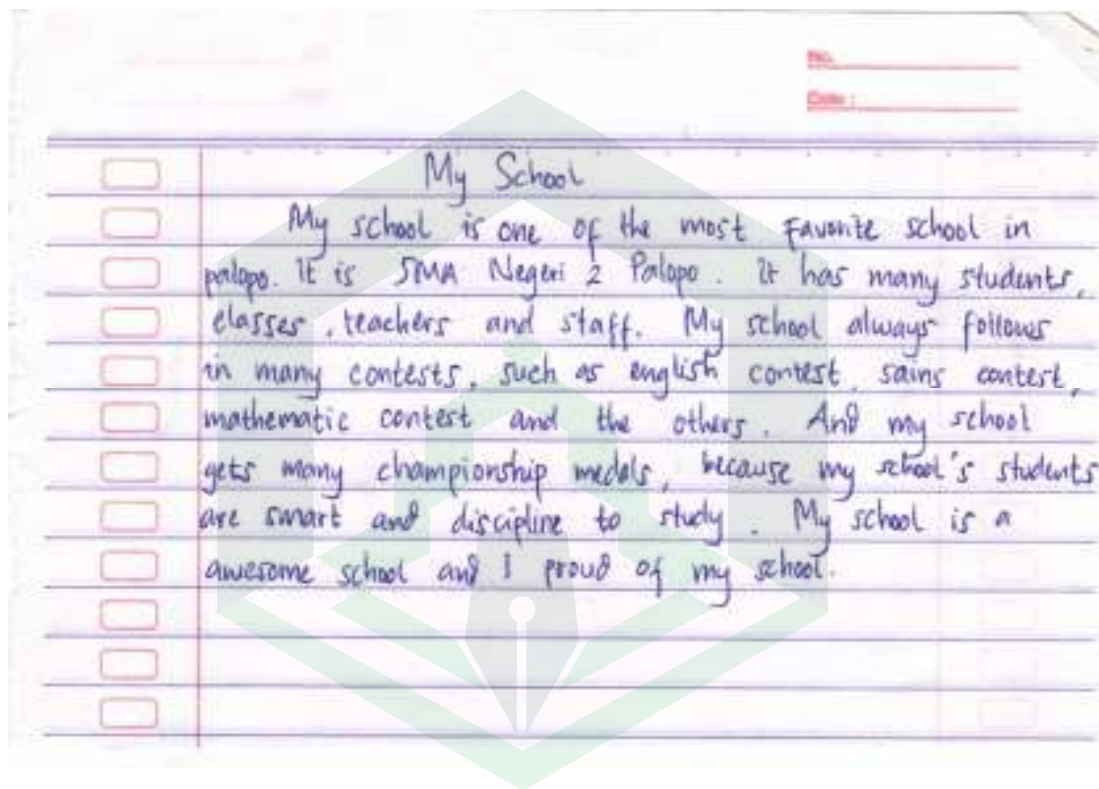 No.
Date :
My School
My school is one of the most Favorite school in
palopo. It is SMA Negeri 2 Palopo. It has many students,
classes, teachers and staff. My school always follows
in many contests, such as english contest, sains contest,
mathematic contest and the others. And my school
gets many championship medals, because my school's students
are smart and discipline to study. My school is a
awesome school and I proud of my school.